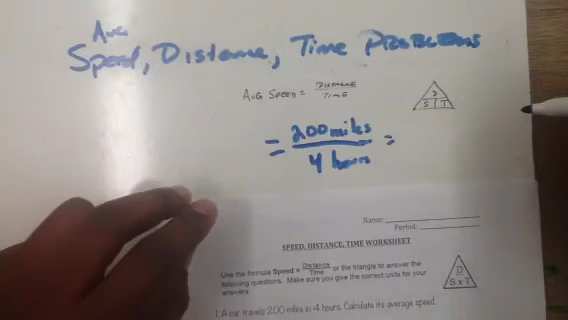 Avg
Speed, Distance, Time PROBLEMS
AVG SPEED = DISTANCE / TIME
D
S T
= 200 miles / 4 hours =
Name:
Period:
SPEED, DISTANCE, TIME WORKSHEET
Use the formula Speed = Distance / Time or the triangle to answer the
following questions. Make sure you give the correct units for your
answers.
D
S x T
1. A car travels 200 miles in 4 hours. Calculate its average speed.